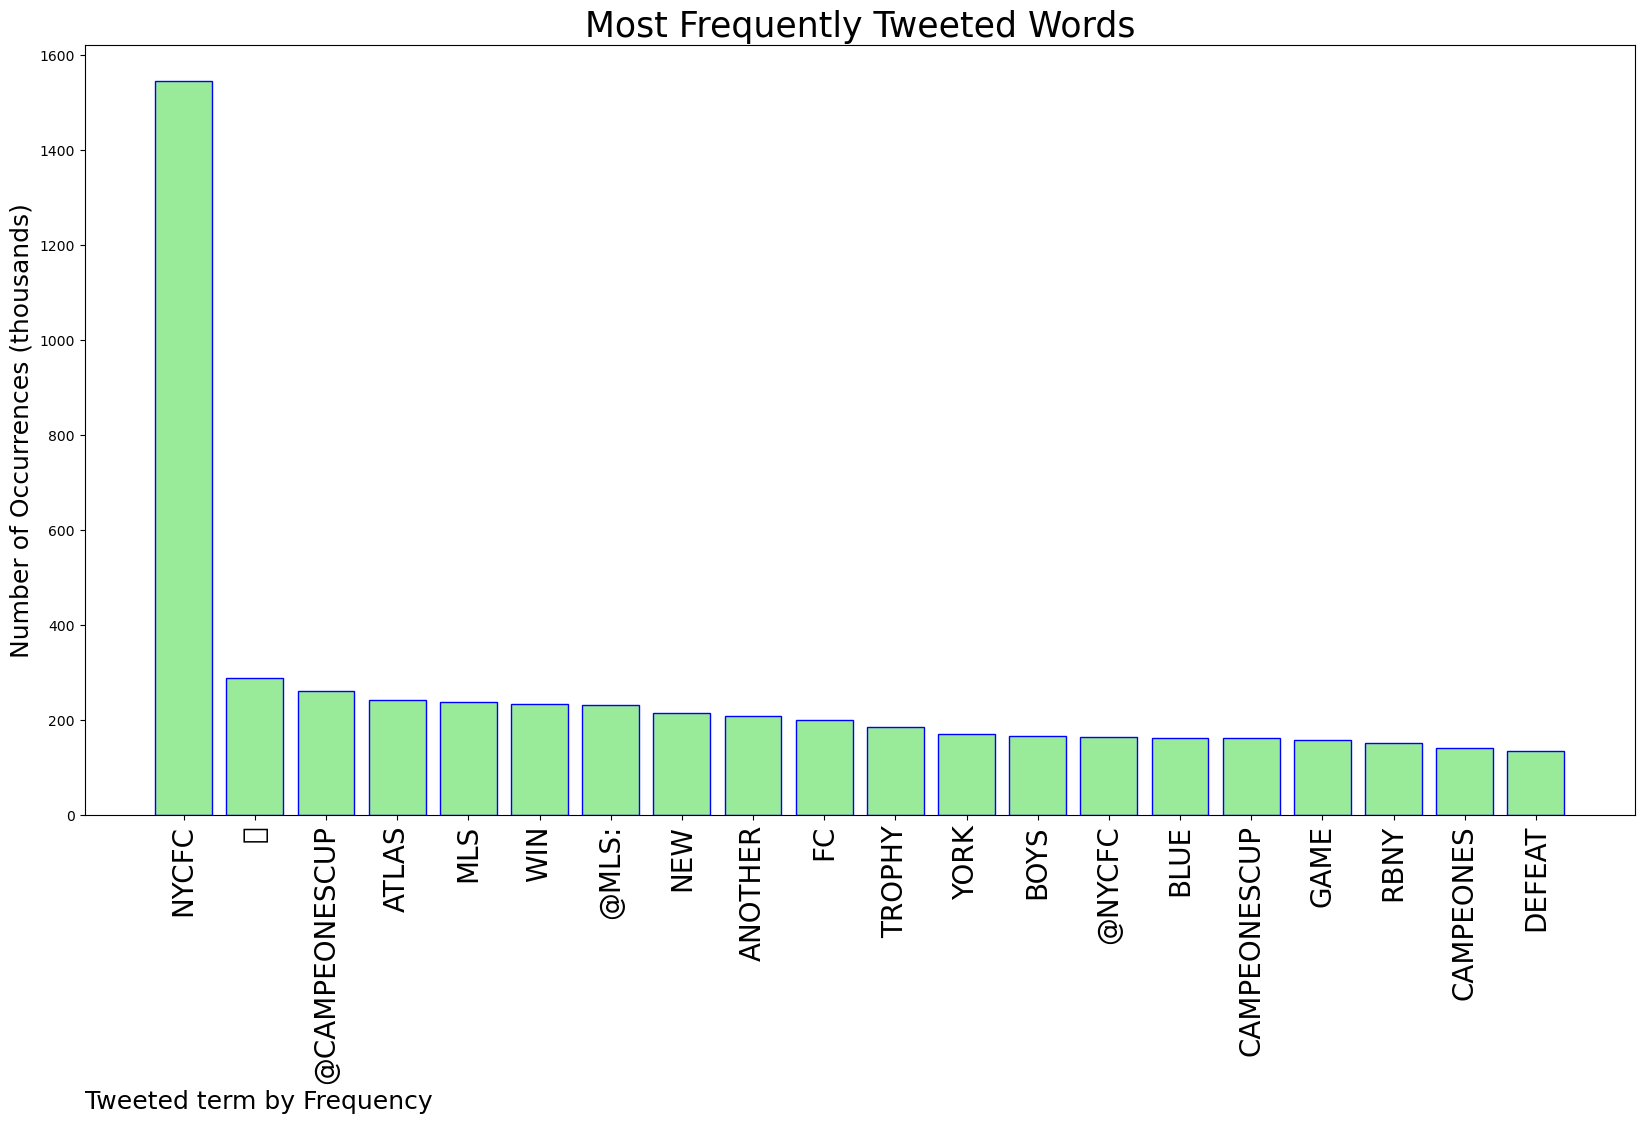 Most Frequently Tweeted Words
Number of Occurrences (thousands)
1600
1400
1200
1000
800
600
400
200
0
NYCFC
@CAMPEONESCUP
ATLAS
MLS
WIN
@MLS:
NEW
ANOTHER
FC
TROPHY
YORK
BOYS
@NYCFC
BLUE
CAMPEONESCUP
GAME
RBNY
CAMPEONES
DEFEAT
Tweeted term by Frequency